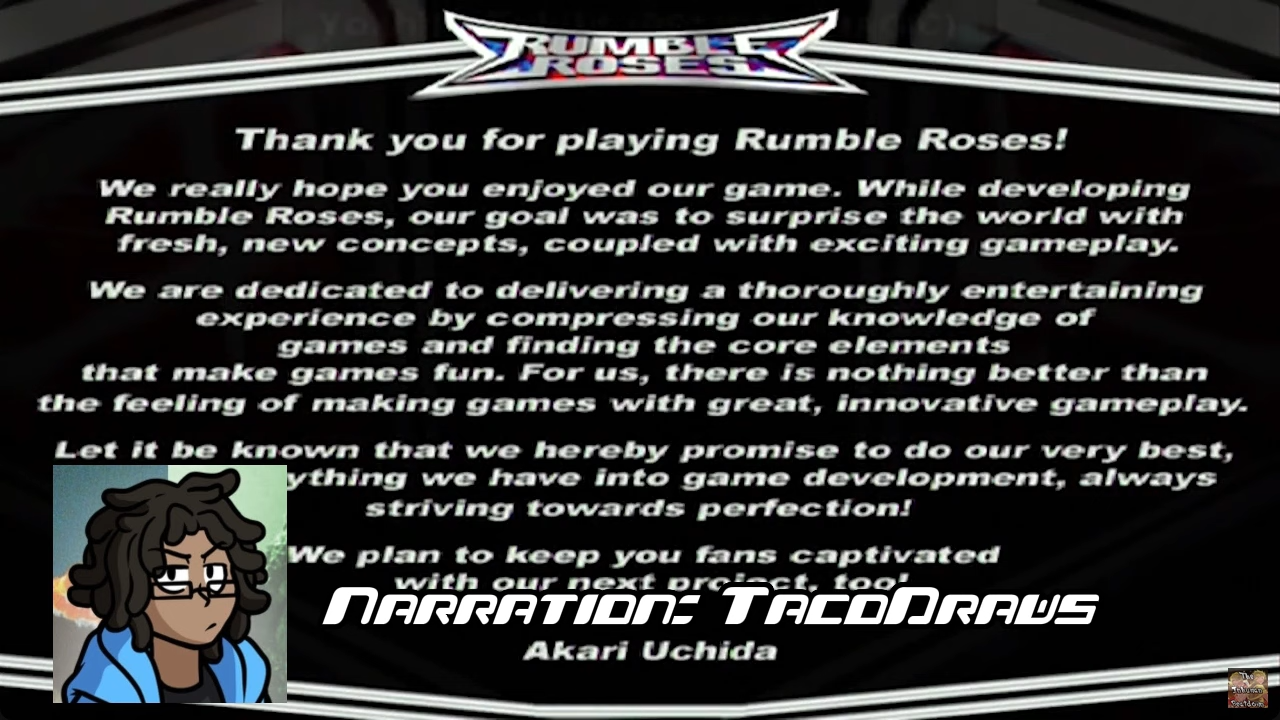 RUMBLE
ROSES
Thank you for playing Rumble Roses!
We really hope you enjoyed our game. While developing
Rumble Roses, our goal was to surprise the world with
fresh, new concepts, coupled with exciting gameplay.
We are dedicated to delivering a thoroughly entertaining
experience by compressing our knowledge of
games and finding the core elements
that make games fun. For us, there is nothing better than
the feeling of making games with great, innovative gameplay.
Let it be known that we hereby promise to do our very best,
ything we have into game development, always
striving towards perfection!
We plan to keep you fans captivated
with our next project, too!
Narration: TacoDraws
Akari Uchida
The
Inhuman